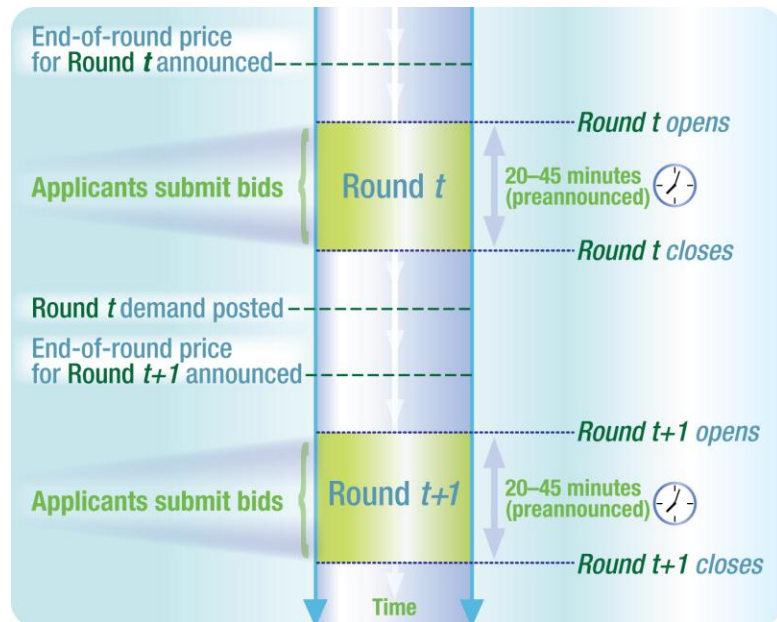 End-of-round price
for Round t announced
Round t opens
Applicants submit bids
Round t
20–45 minutes
(preannounced)
Round t closes
Round t demand posted
End-of-round price
for Round t+1 announced
Round t+1 opens
Applicants submit bids
Round t+1
20–45 minutes
(preannounced)
Round t+1 closes
Time